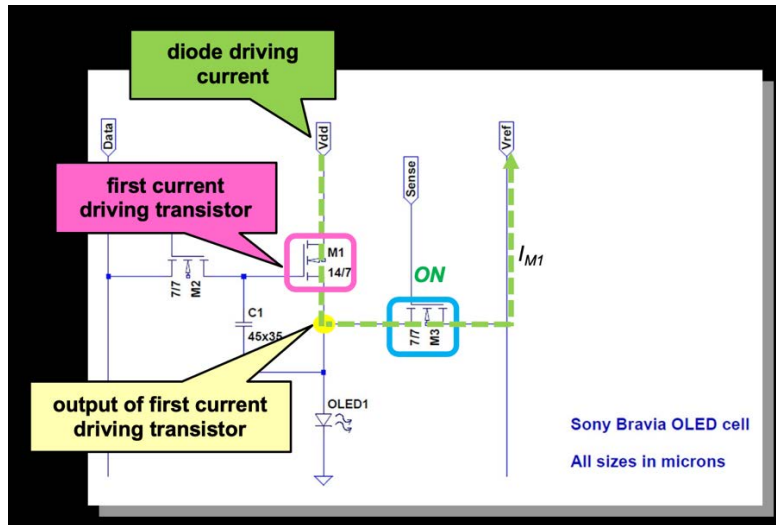 diode driving
current
Data
Vdd
Vref
Sense
first current
driving transistor
M1
14/7
ON
I_M1
7/7
M2
C1
45x35
7/7
M3
output of first current
driving transistor
OLED1
Sony Bravia OLED cell
All sizes in microns